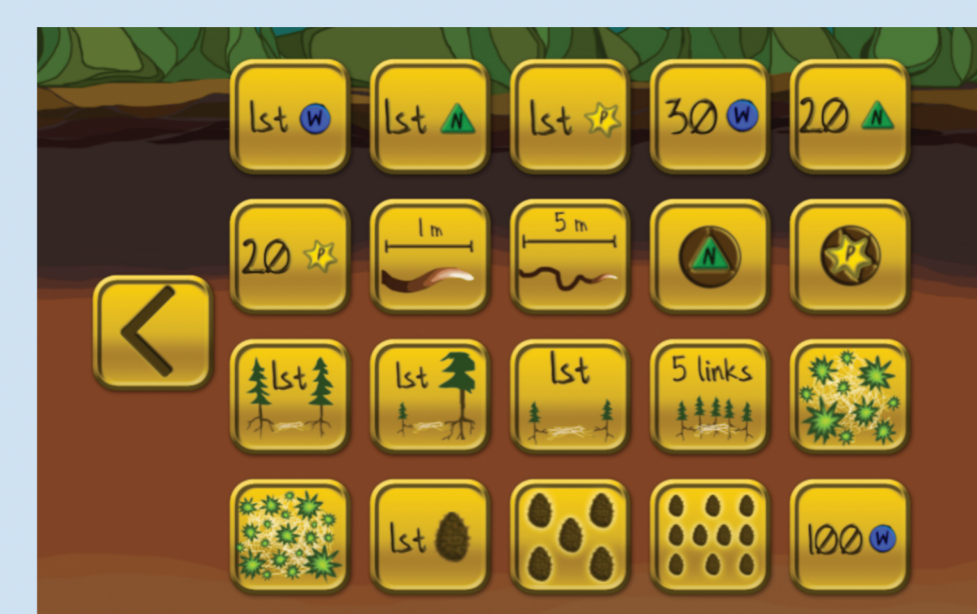 1st W
1st N
1st P
30 W
20 N
20 P
1 m
5 m
N
P
1st
1st
1st
5 links
1st
100 W